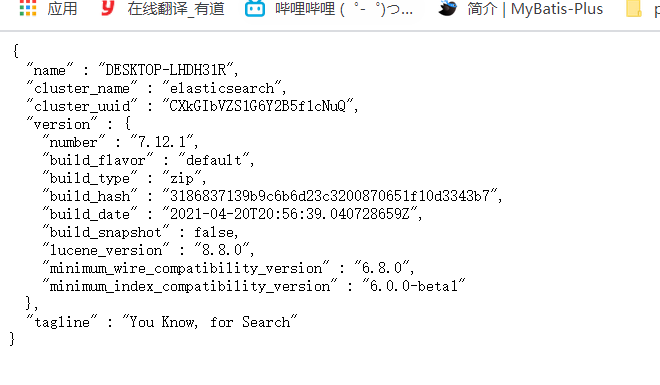 应用 在线翻译_有道 哔哩哔哩 ( ゜- ゜)つ... 简介 | MyBatis-Plus p
{
"name" : "DESKTOP-LHDH31R",
"cluster_name" : "elasticsearch",
"cluster_uuid" : "CXkGIbVZS1G6Y2B5f1cNuQ",
"version" : {
"number" : "7.12.1",
"build_flavor" : "default",
"build_type" : "zip",
"build_hash" : "3186837139b9c6b6d23c3200870651f10d3343b7",
"build_date" : "2021-04-20T20:56:39.040728659Z",
"build_snapshot" : false,
"lucene_version" : "8.8.0",
"minimum_wire_compatibility_version" : "6.8.0",
"minimum_index_compatibility_version" : "6.0.0-beta1"
},
"tagline" : "You Know, for Search"
}